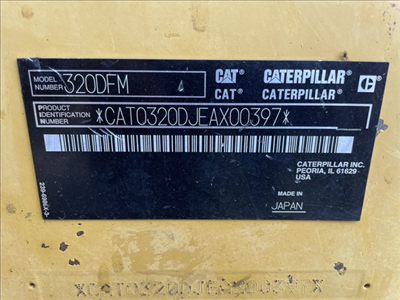 MODEL NUMBER 320DFM
CAT® CATERPILLAR®
CAT® CATERPILLAR®
PRODUCT IDENTIFICATION NUMBER *CAT0320DJEAX00397*
CATERPILLAR INC.
PEORIA, IL 61629
USA
MADE IN
JAPAN
XCAT0320DJEAX00397X